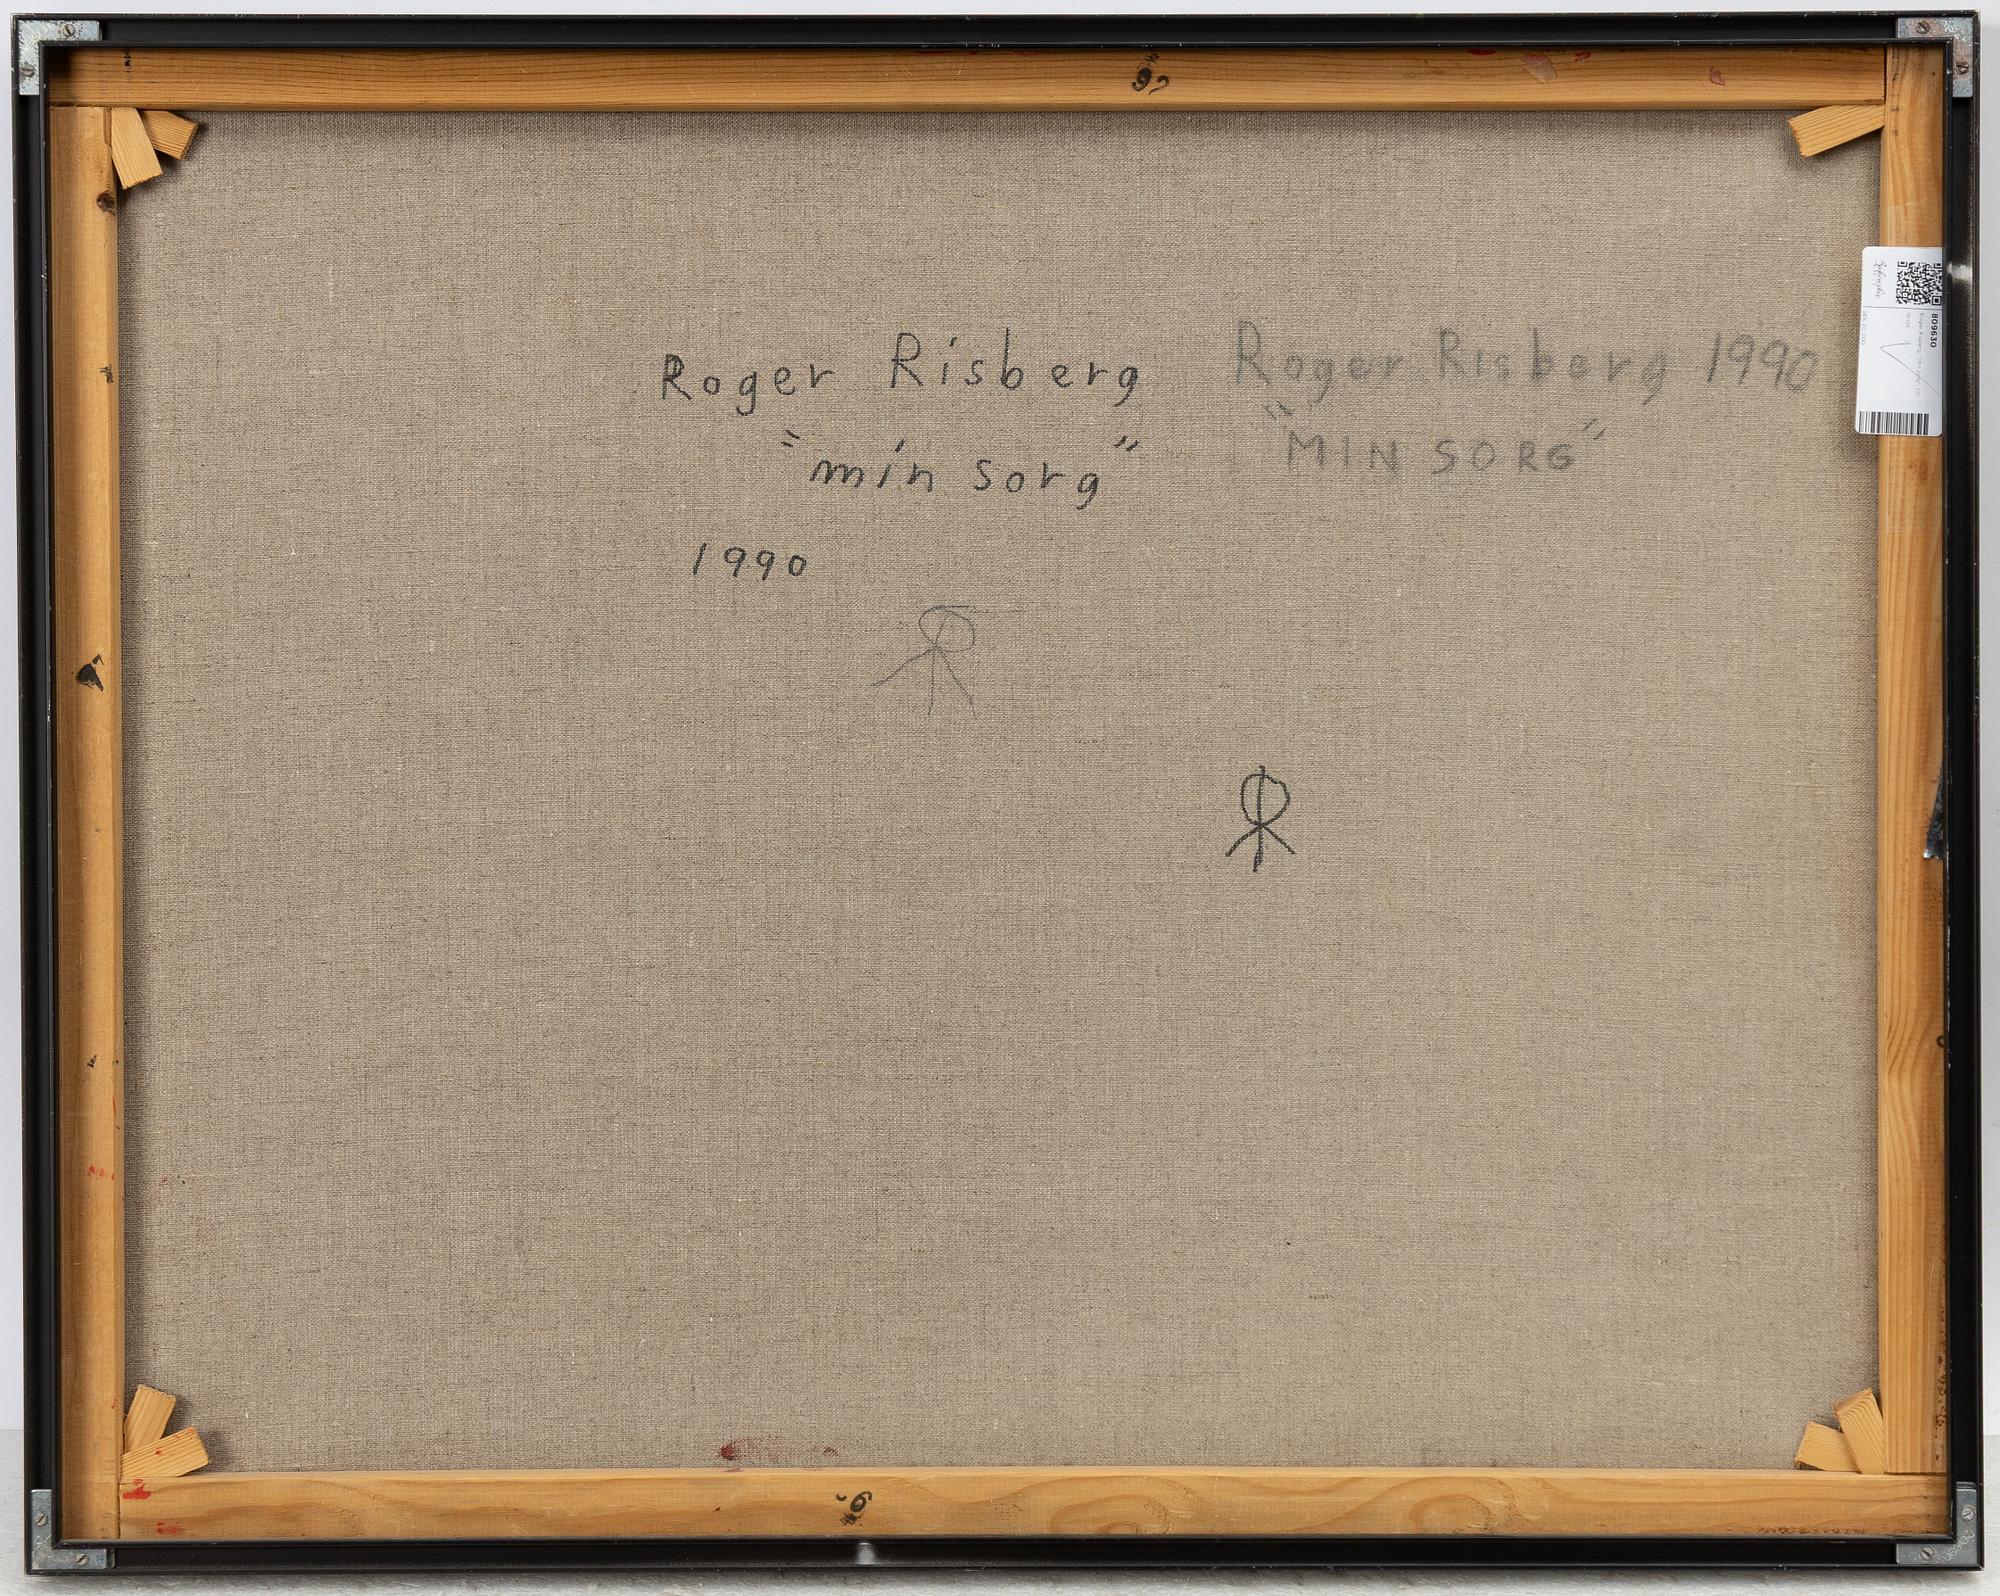 Roger Risberg
"min sorg"
1990
Roger Risberg 1990
"MIN SORG"
809630